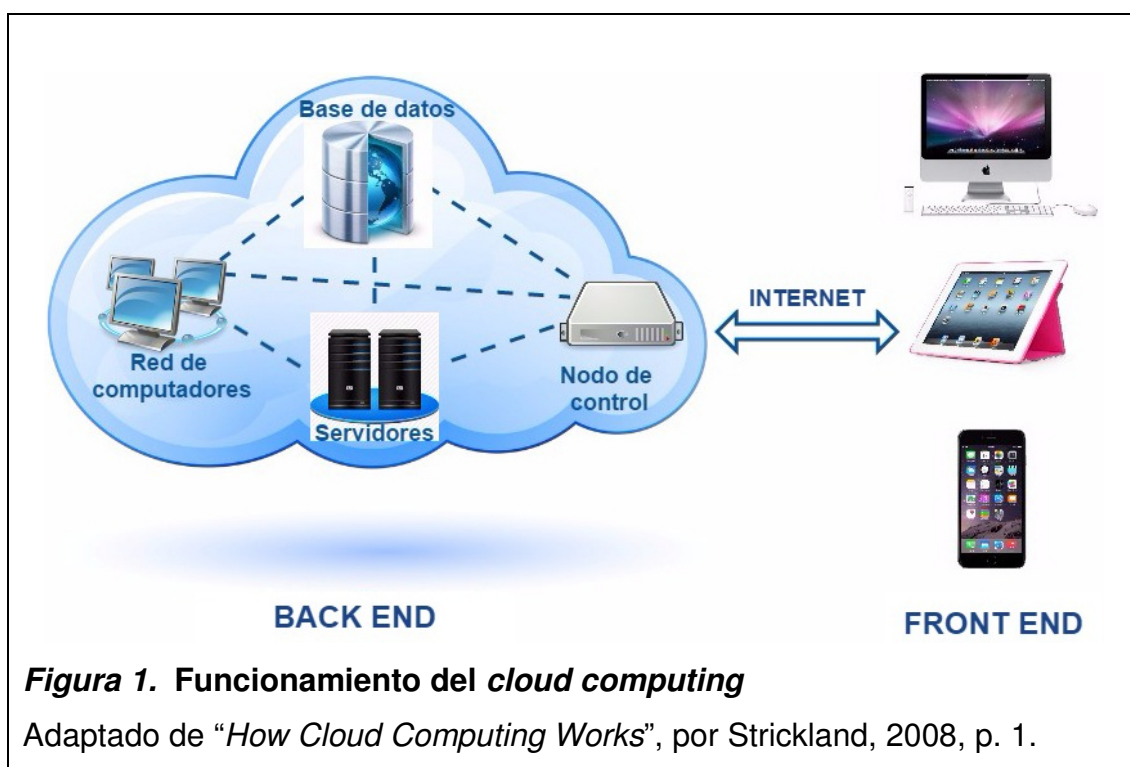 Base de datos
Red de
computadores
Servidores
Nodo de
control
INTERNET
BACK END
FRONT END
Figura 1. Funcionamiento del cloud computing
Adaptado de “How Cloud Computing Works”, por Strickland, 2008, p. 1.